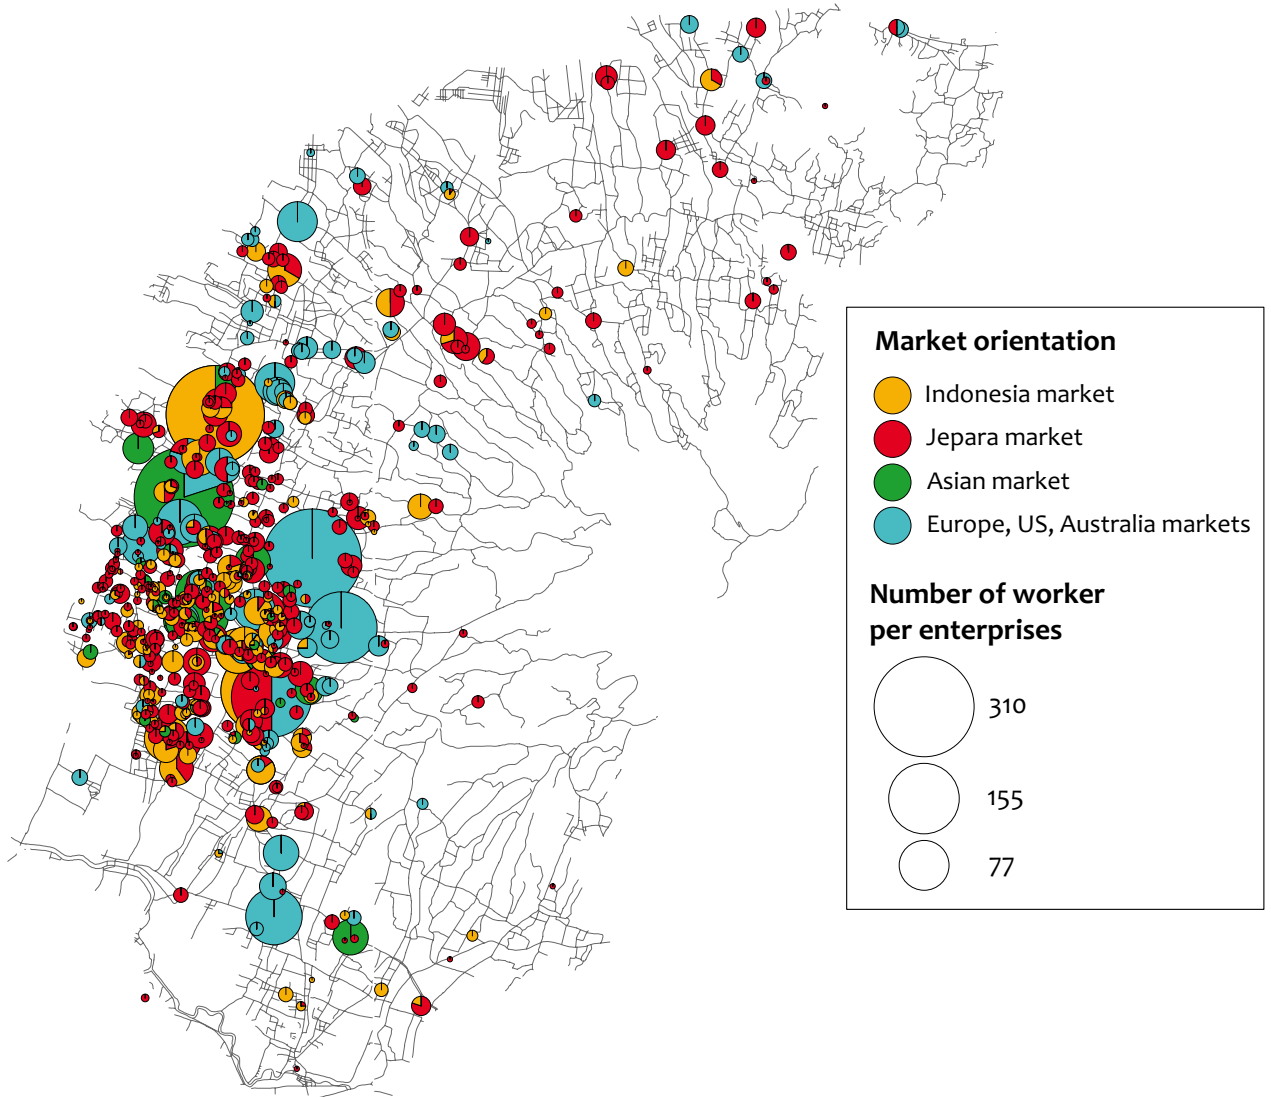 Market orientation
Indonesia market
Jepara market
Asian market
Europe, US, Australia markets
Number of worker
per enterprises
310
155
77